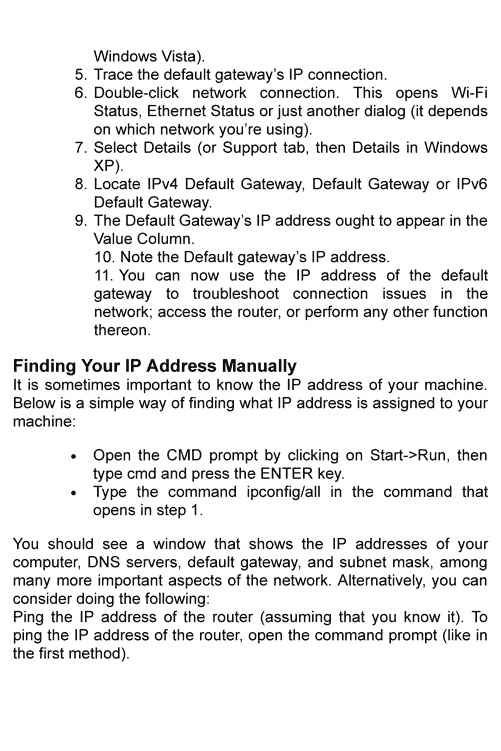 Windows Vista).
5. Trace the default gateway's IP connection.
6. Double-click network connection. This opens Wi-Fi
Status, Ethernet Status or just another dialog (it depends
on which network you're using).
7. Select Details (or Support tab, then Details in Windows
XP).
8. Locate IPv4 Default Gateway, Default Gateway or IPv6
Default Gateway.
9. The Default Gateway's IP address ought to appear in the
Value Column.
10. Note the Default gateway's IP address.
11. You can now use the IP address of the default
gateway to troubleshoot connection issues in the
network; access the router, or perform any other function
thereon.
Finding Your IP Address Manually
It is sometimes important to know the IP address of your machine.
Below is a simple way of finding what IP address is assigned to your
machine:
• Open the CMD prompt by clicking on Start->Run, then
type cmd and press the ENTER key.
• Type the command ipconfig/all in the command that
opens in step 1.
You should see a window that shows the IP addresses of your
computer, DNS servers, default gateway, and subnet mask, among
many more important aspects of the network. Alternatively, you can
consider doing the following:
Ping the IP address of the router (assuming that you know it). To
ping the IP address of the router, open the command prompt (like in
the first method).